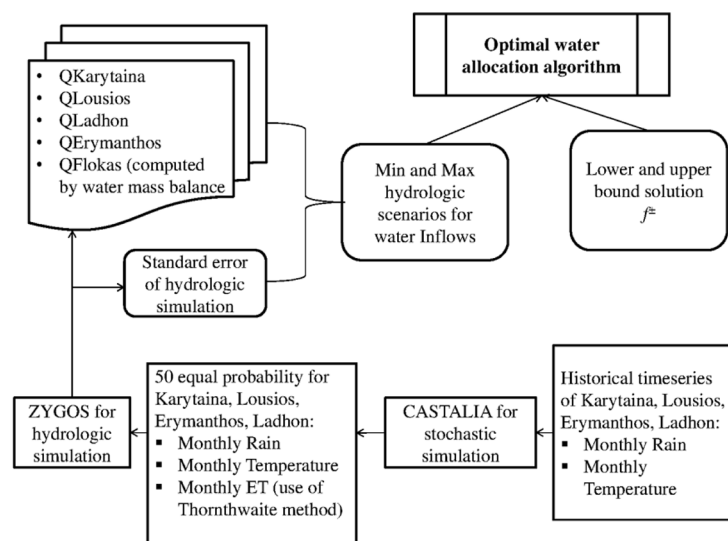 • QKarytaina
• QLousios
• QLadhon
• QErymanthos
• QFlokas (computed
by water mass balance
Optimal water
allocation algorithm
Min and Max
hydrologic
scenarios for
water Inflows
Lower and upper
bound solution
f±
Standard error
of hydrologic
simulation
ZYGOS for
hydrologic
simulation
50 equal probability for
Karytaina, Lousios,
Erymanthos, Ladhon:
▪ Monthly Rain
▪ Monthly Temperature
▪ Monthly ET (use of
Thornthwaite method)
CASTALIA for
stochastic
simulation
Historical timeseries
of Karytaina, Lousios,
Erymanthos, Ladhon:
▪ Monthly Rain
▪ Monthly
Temperature